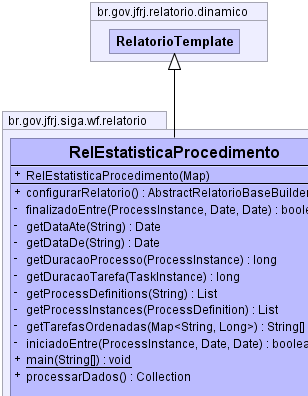 br.gov.jfrj.relatorio.dinamico
RelatorioTemplate
br.gov.jfrj.siga.wf.relatorio
RelEstatisticaProcedimento
+ RelEstatisticaProcedimento(Map)
+ configurarRelatorio() : AbstractRelatorioBaseBuilder
- finalizadoEntre(ProcessInstance, Date, Date) : boole
- getDataAte(String) : Date
- getDataDe(String) : Date
- getDuracaoProcesso(ProcessInstance) : long
- getDuracaoTarefa(TaskInstance) : long
- getProcessDefinitions(String) : List
- getProcessInstances(ProcessDefinition) : List
- getTarefasOrdenadas(Map<String, Long>) : String[]
- iniciadoEntre(ProcessInstance, Date, Date) : boolea
+ main(String[]) : void
+ processarDados() : Collection